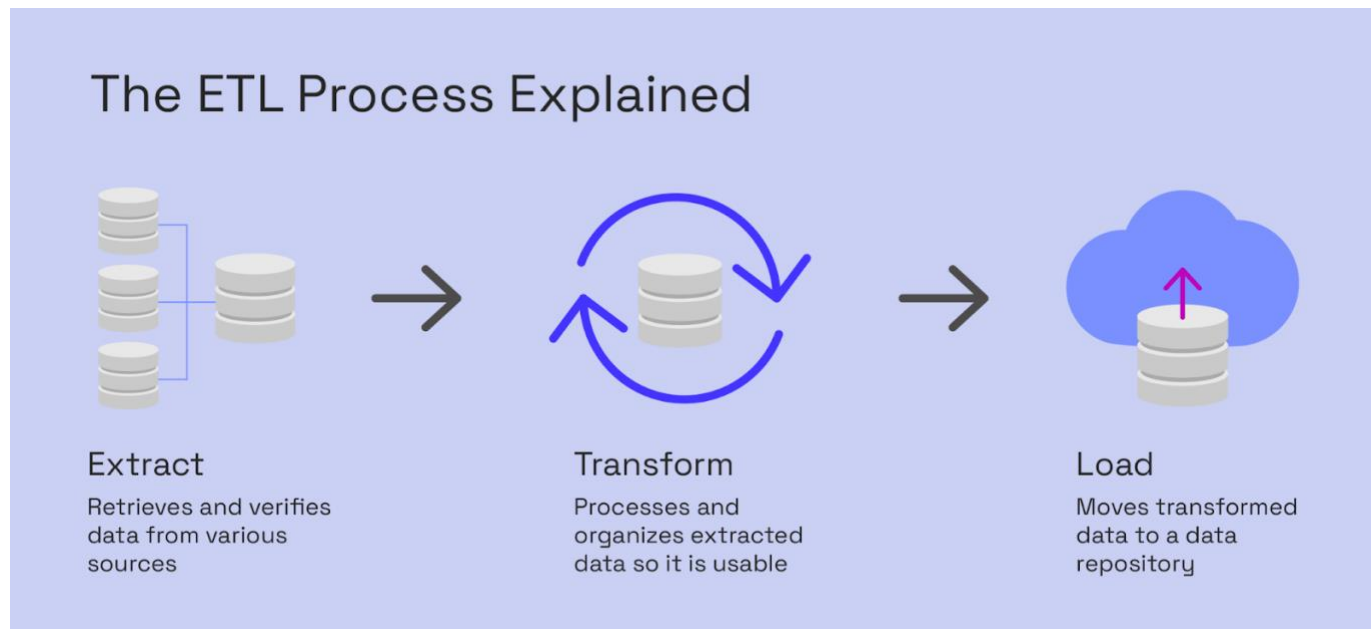 The ETL Process Explained
Extract
Retrieves and verifies
data from various
sources
Transform
Processes and
organizes extracted
data so it is usable
Load
Moves transformed
data to a data
repository